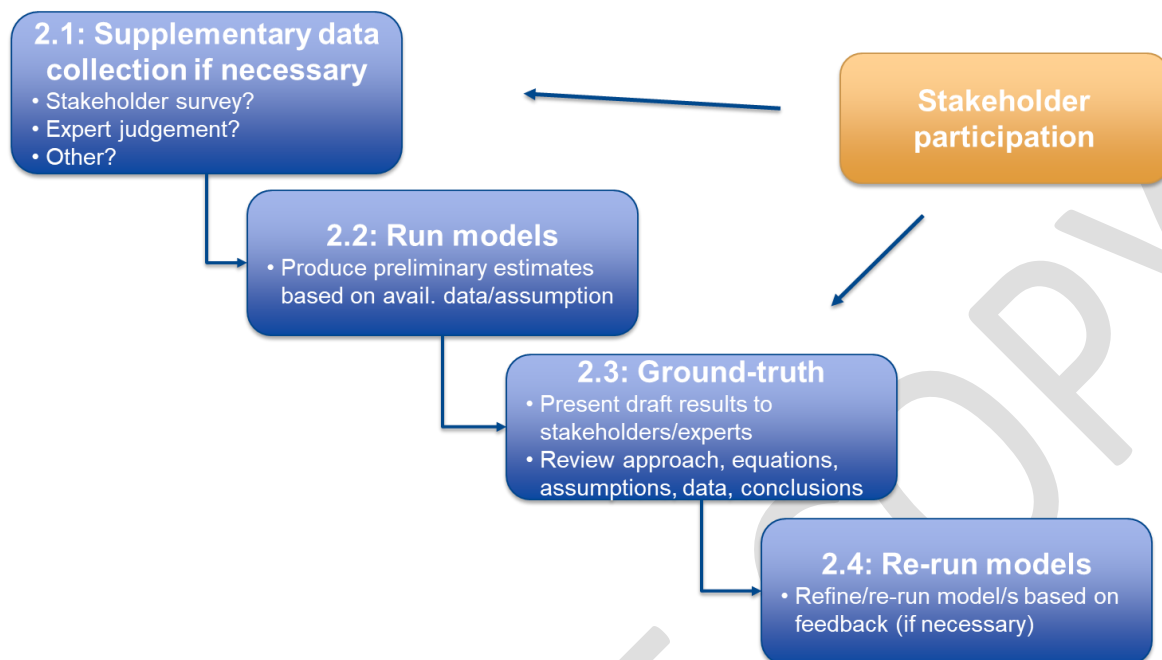 2.1: Supplementary data
collection if necessary
• Stakeholder survey?
• Expert judgement?
• Other?
Stakeholder
participation
2.2: Run models
• Produce preliminary estimates
based on avail. data/assumption
2.3: Ground-truth
• Present draft results to
stakeholders/experts
• Review approach, equations,
assumptions, data, conclusions
2.4: Re-run models
• Refine/re-run model/s based on
feedback (if necessary)